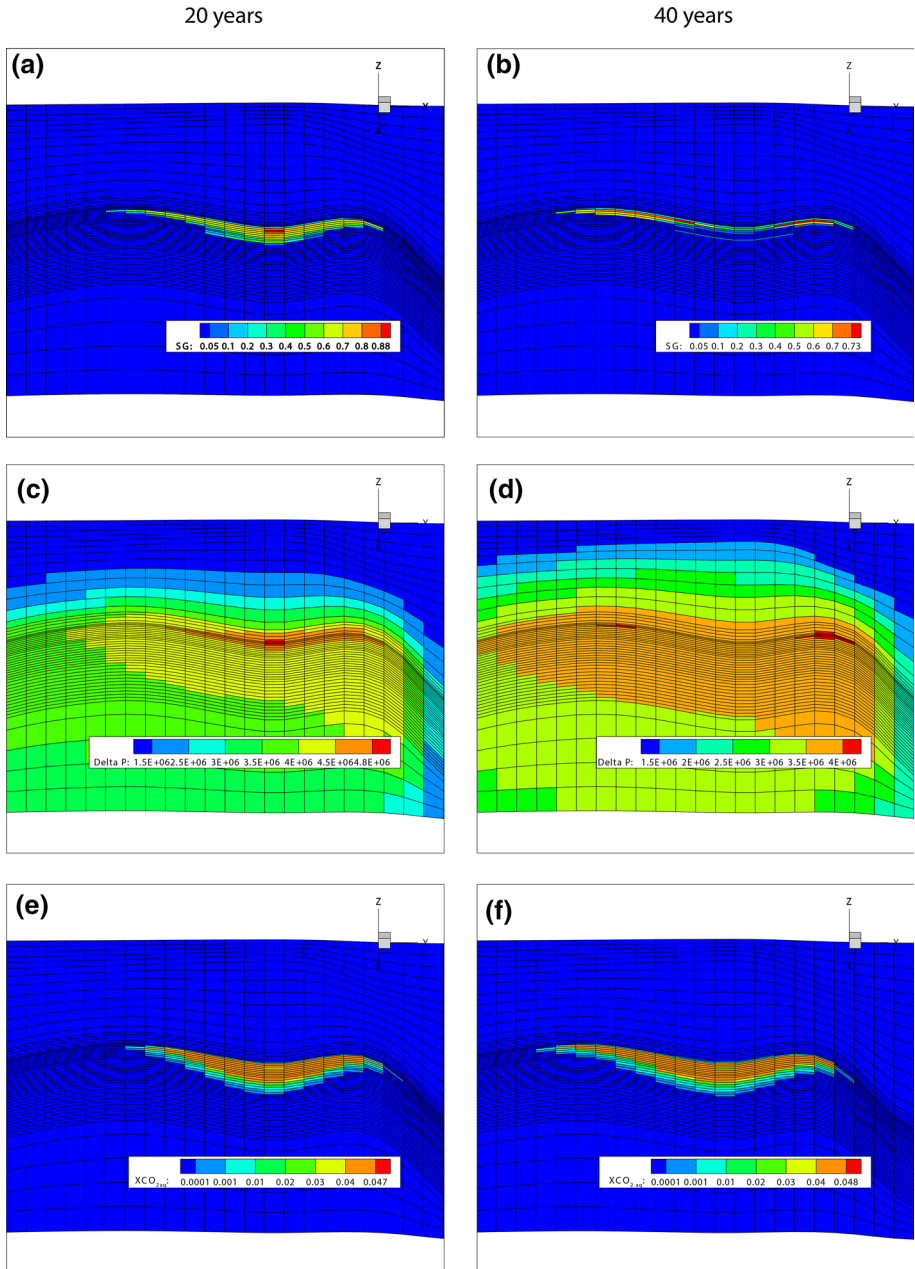 20 years
40 years
(a)
Z
Y
X
SG: 0.05 0.1 0.2 0.3 0.4 0.5 0.6 0.7 0.8 0.88
(b)
Z
Y
X
SG: 0.05 0.1 0.2 0.3 0.4 0.5 0.6 0.7 0.73
(c)
Z
Y
X
Delta P: 1.5E+06 2.5E+06 3E+06 3.5E+06 4E+06 4.5E+06 4.8E+06
(d)
Z
Y
X
Delta P: 1.5E+06 2E+06 2.5E+06 3E+06 3.5E+06 4E+06
(e)
Z
Y
X
XCO2aq: 0.0001 0.001 0.01 0.02 0.03 0.04 0.047
(f)
Z
Y
X
XCO2aq: 0.0001 0.001 0.01 0.02 0.03 0.04 0.048